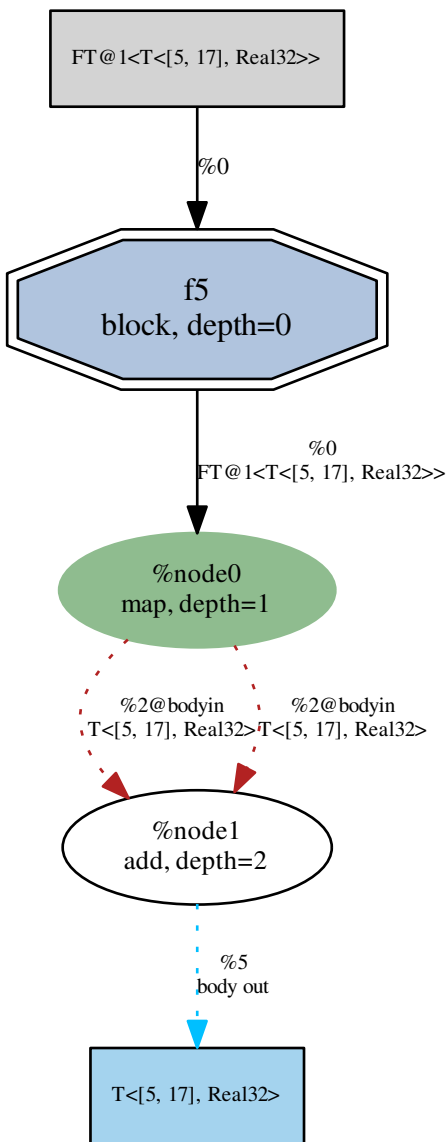 FT@1<T<[5, 17], Real32>>
%0
f5
block, depth=0
%0
FT@1<T<[5, 17], Real32>>
%node0
map, depth=1
%2@bodyin
T<[5, 17], Real32>
%2@bodyin
T<[5, 17], Real32>
%node1
add, depth=2
%5
body out
T<[5, 17], Real32>